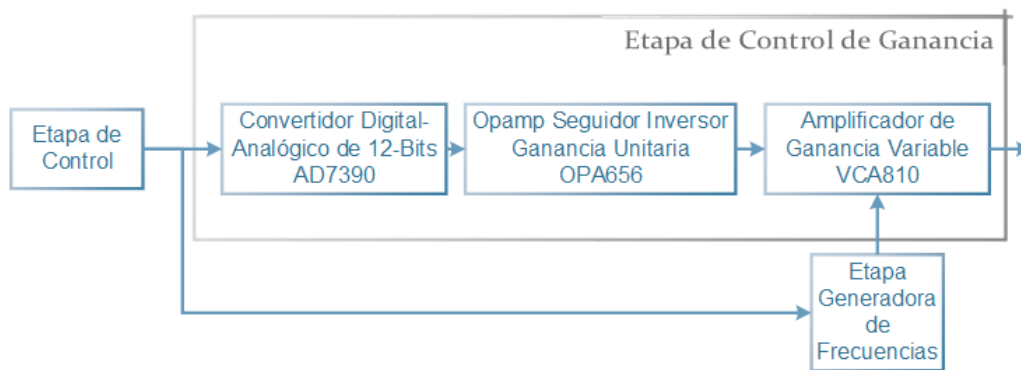 Etapa de Control de Ganancia
Etapa de
Control
Convertidor Digital-
Analógico de 12-Bits
AD7390
Opamp Seguidor Inversor
Ganancia Unitaria
OPA656
Amplificador de
Ganancia Variable
VCA810
Etapa
Generadora
de
Frecuencias